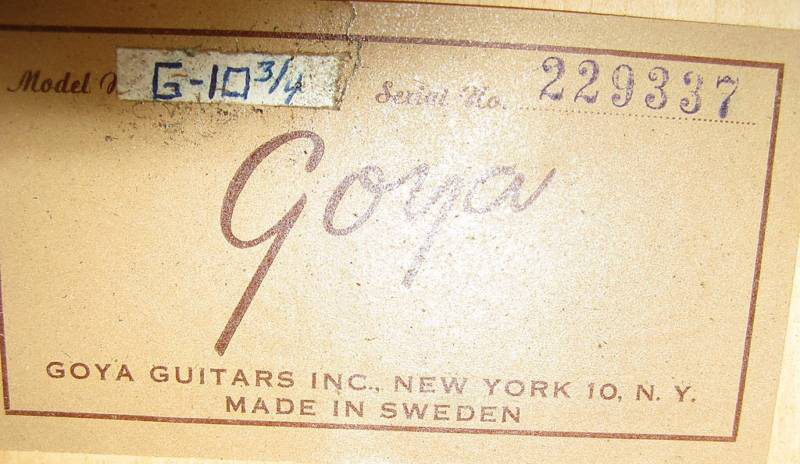 Model G-10 3/4 Serial No. 229337
Goya
GOYA GUITARS INC., NEW YORK 10, N. Y.
MADE IN SWEDEN